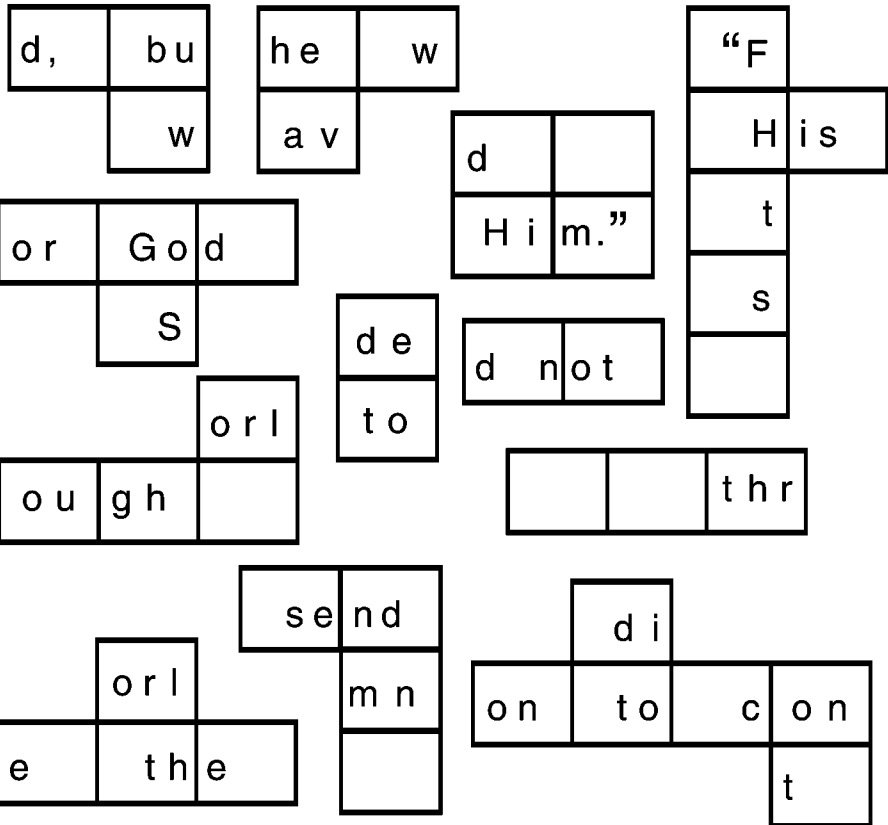 d, bu he w “F
w av d His
or God Him.” t
S de s
orl to d not
ough thr
send di
orl mn on to con
e the t